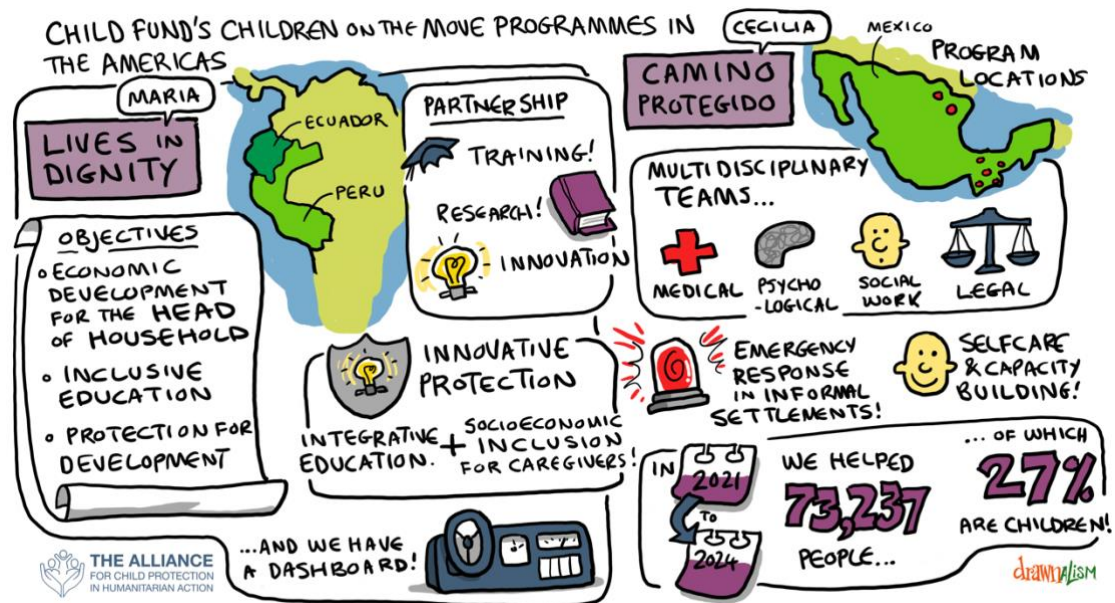 CHILD FUND'S CHILDREN ON THE MOVE PROGRAMMES IN
THE AMERICAS
MARIA
LIVES IN
DIGNITY
ECUADOR
PERU
OBJECTIVES
ECONOMIC
DEVELOPMENT
FOR THE HEAD
OF HOUSEHOLD
INCLUSIVE
EDUCATION
PROTECTION FOR
DEVELOPMENT
PARTNERSHIP
TRAINING!
RESEARCH!
INNOVATION
INNOVATIVE
PROTECTION
INTEGRATIVE
EDUCATION.
+
SOCIOECONOMIC
INCLUSION
FOR CAREGIVERS!
...AND WE HAVE
A DASHBOARD!
CECILIA
CAMINO
PROTEGIDO
MEXICO
PROGRAM
LOCATIONS
MULTIDISCIPLINARY
TEAMS...
MEDICAL
PSYCHO
-LOGICAL
SOCIAL
WORK
LEGAL
EMERGENCY
RESPONSE
IN INFORMAL
SETTLEMENTS!
SELFCARE
& CAPACITY
BUILDING!
IN
2021
TO
2024
WE HELPED
73,237
PEOPLE...
...OF WHICH
27%
ARE CHILDREN!
THE ALLIANCE
FOR CHILD PROTECTION
IN HUMANITARIAN ACTION
drawnALISM